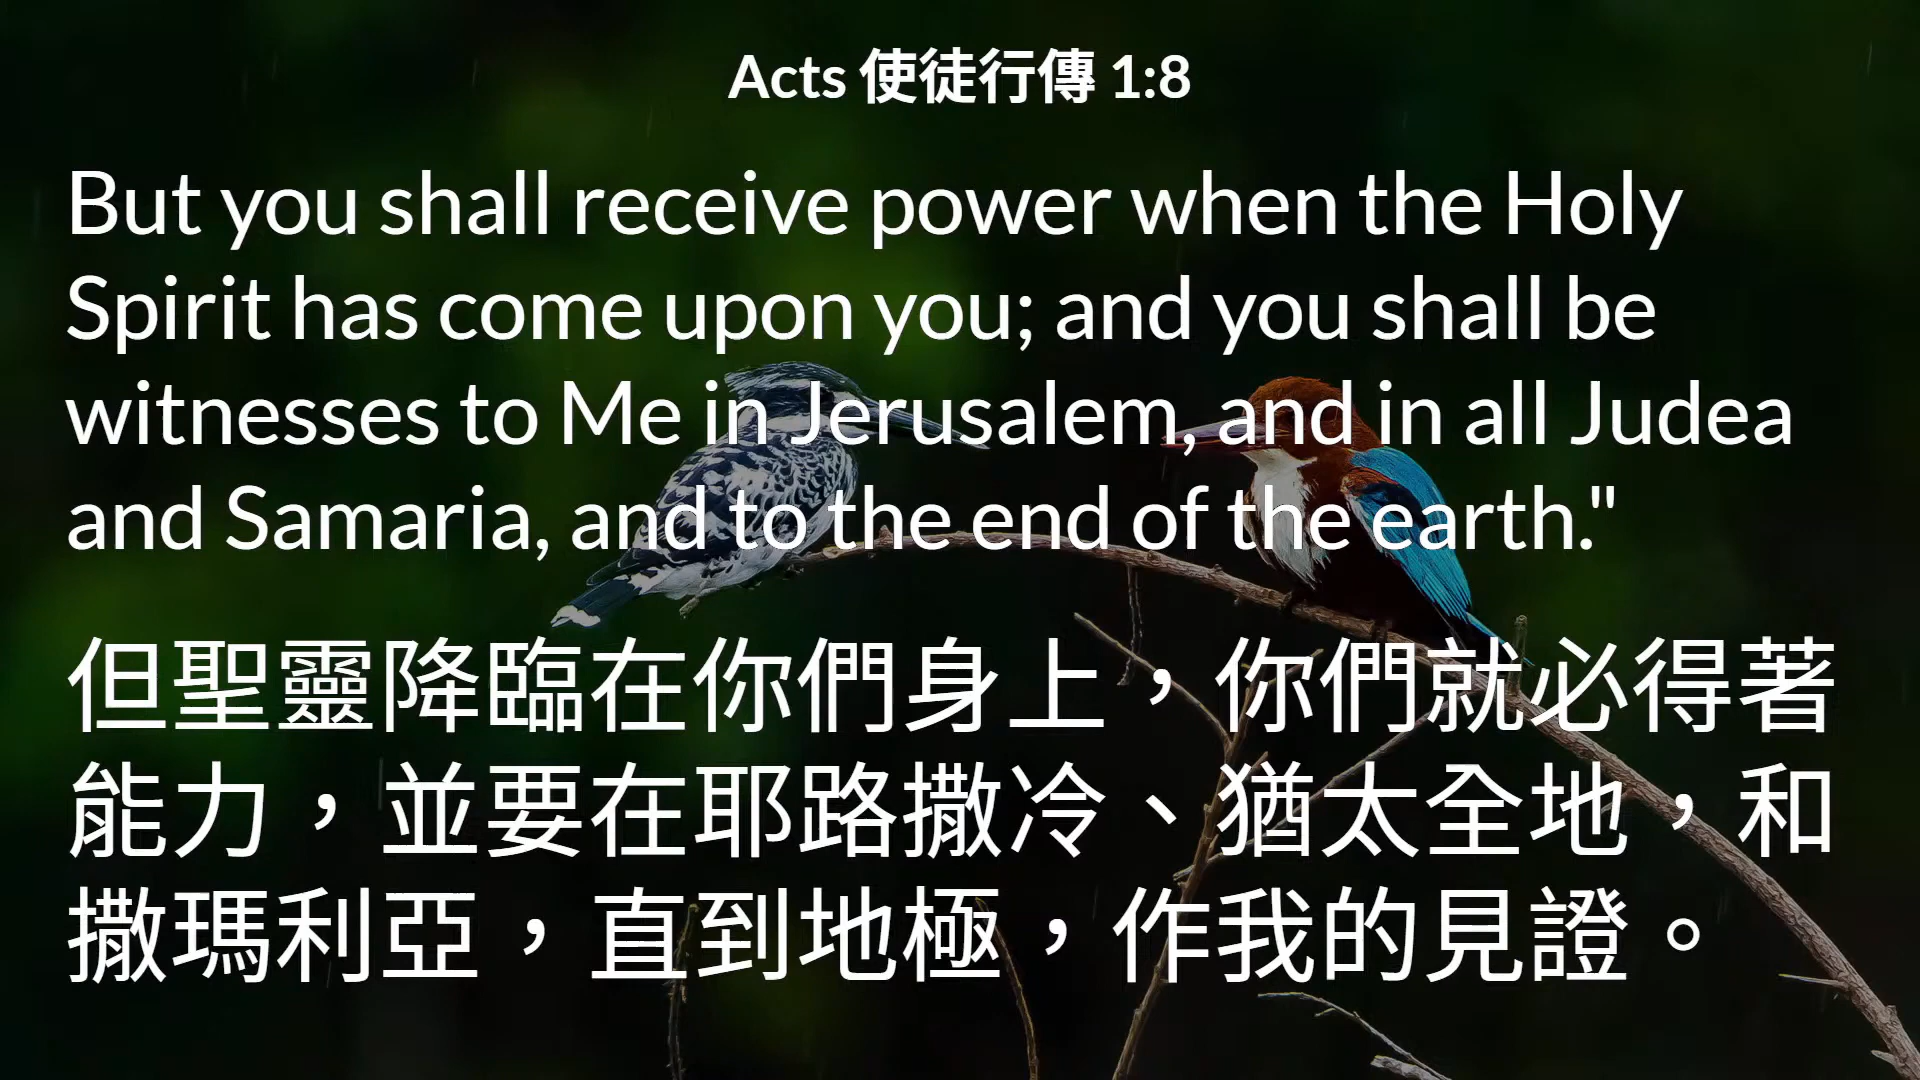 Acts 使徒行傳 1:8
But you shall receive power when the Holy
Spirit has come upon you; and you shall be
witnesses to Me in Jerusalem, and in all Judea
and Samaria, and to the end of the earth."
但聖靈降臨在你們身上，你們就必得著
能力，並要在耶路撒冷、猶太全地，和
撒瑪利亞，直到地極，作我的見證。